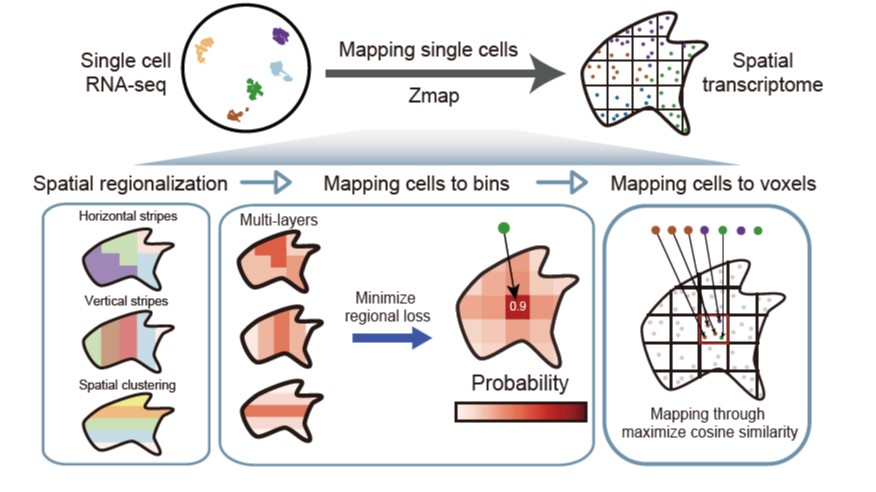 Single cell
RNA-seq
Mapping single cells
Zmap
Spatial
transcriptome
Spatial regionalization
Mapping cells to bins
Mapping cells to voxels
Horizontal stripes
Vertical stripes
Spatial clustering
Multi-layers
Minimize
regional loss
0.9
Probability
Mapping through
maximize cosine similarity